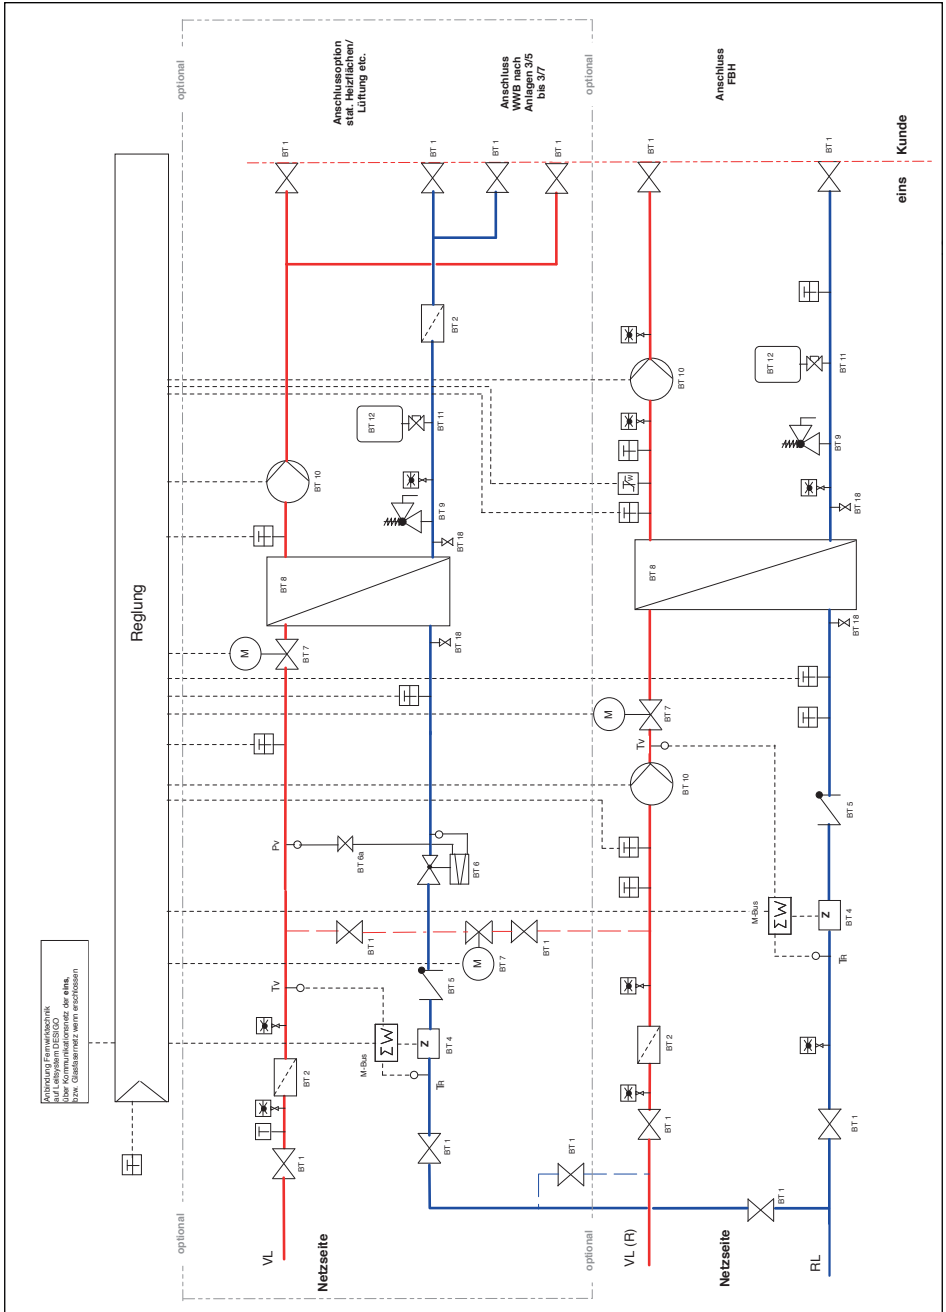 Anbindung Fernwirktechnik
auf Leitsystem DESIGO
über Kommunikationsnetz der eins,
bzw. Glasfasernetz wenn erschlossen
Reglung
optional
optional
M
Tv
Pv
BT 8
BT 1
VL
BT 1
BT 2
BT 7
BT 10
Netzseite
Anschlussoption
stat. Heizflächen/
Lüftung etc.
M-Bus
ΣW
BT 1
BT 6a
BT 12
Z
BT 1
TR
BT 4
BT 5
BT 6
BT 18
BT 18
BT 9
BT 11
BT 2
BT 1
M
BT 7
BT 1
BT 1
Anschluss
WWB nach
Anlagen 3/5
bis 3/7
BT 1
BT 1
optional
optional
M
W
VL (R)
Tv
BT 8
BT 1
BT 1
BT 2
BT 10
BT 7
BT 10
Anschluss
FBH
Netzseite
M-Bus
ΣW
BT 12
BT 1
Z
RL
BT 1
TR
BT 4
BT 5
BT 18
BT 18
BT 9
BT 11
BT 1
eins
Kunde